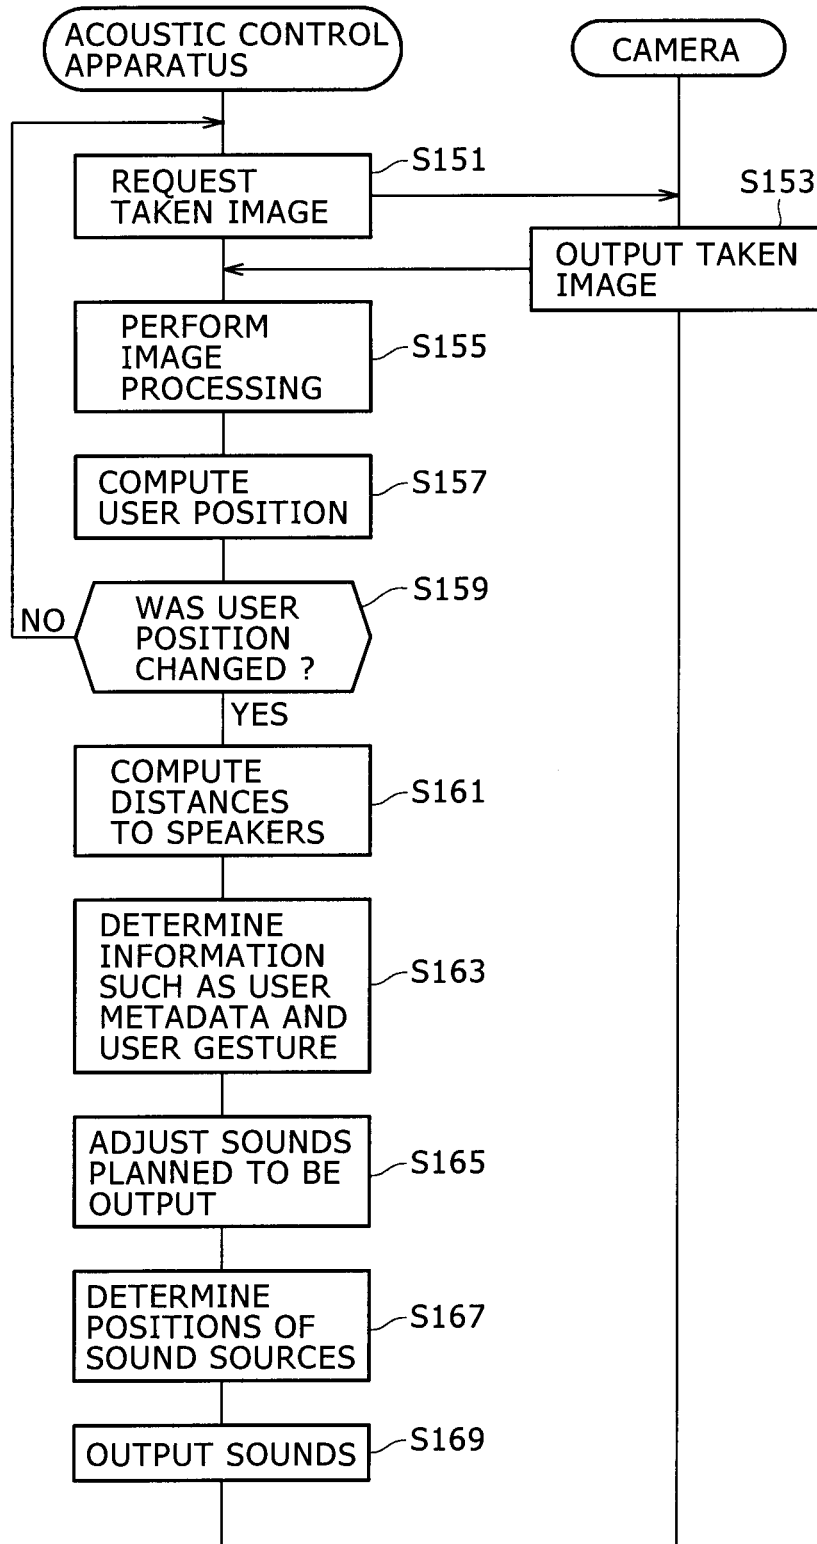 ACOUSTIC CONTROL
APPARATUS
CAMERA
S151
REQUEST
TAKEN IMAGE
S153
OUTPUT TAKEN
IMAGE
PERFORM
IMAGE
PROCESSING
S155
COMPUTE
USER POSITION
S157
S159
WAS USER
POSITION
CHANGED ?
NO
YES
COMPUTE
DISTANCES
TO SPEAKERS
S161
DETERMINE
INFORMATION
SUCH AS USER
METADATA AND
USER GESTURE
S163
ADJUST SOUNDS
PLANNED TO BE
OUTPUT
S165
DETERMINE
POSITIONS OF
SOUND SOURCES
S167
OUTPUT SOUNDS
S169